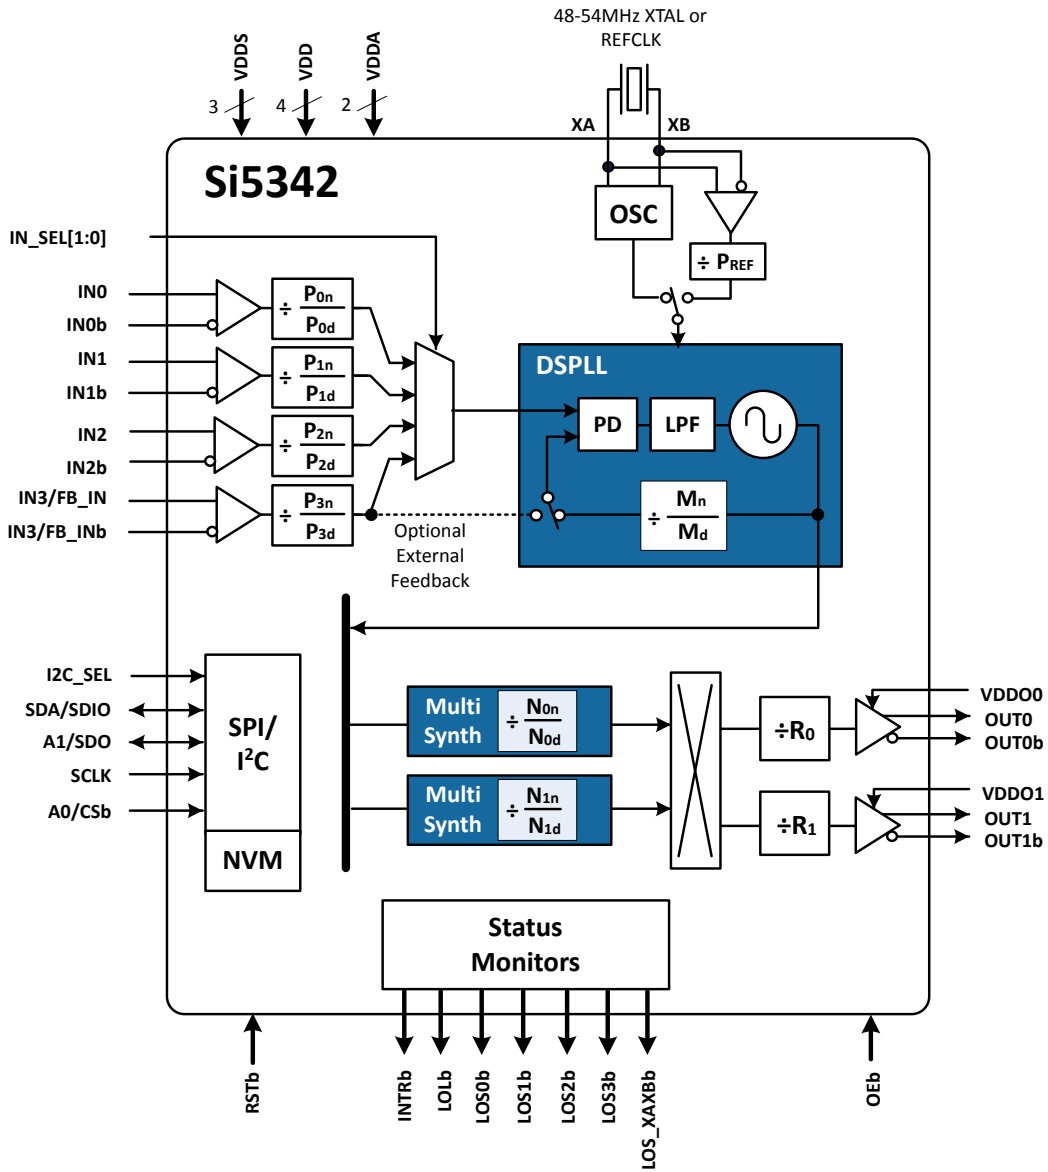 48-54MHz XTAL or
REFCLK
VDDS
VDD
VDDA
3
4
2
XA
XB
Si5342
OSC
÷ PREF
IN_SEL[1:0]
IN0
IN0b
÷ P0n
P0d
IN1
IN1b
÷ P1n
P1d
IN2
IN2b
÷ P2n
P2d
IN3/FB_IN
IN3/FB_INb
÷ P3n
P3d
DSPLL
PD
LPF
÷ Mn
Md
Optional
External
Feedback
I2C_SEL
SDA/SDIO
A1/SDO
SCLK
A0/CSb
SPI/
I²C
NVM
Multi
Synth
÷ N0n
N0d
Multi
Synth
÷ N1n
N1d
÷R0
÷R1
VDDO0
OUT0
OUT0b
VDDO1
OUT1
OUT1b
Status
Monitors
RSTb
INTRb
LOLb
LOS0b
LOS1b
LOS2b
LOS3b
LOS_XAXBb
OEb